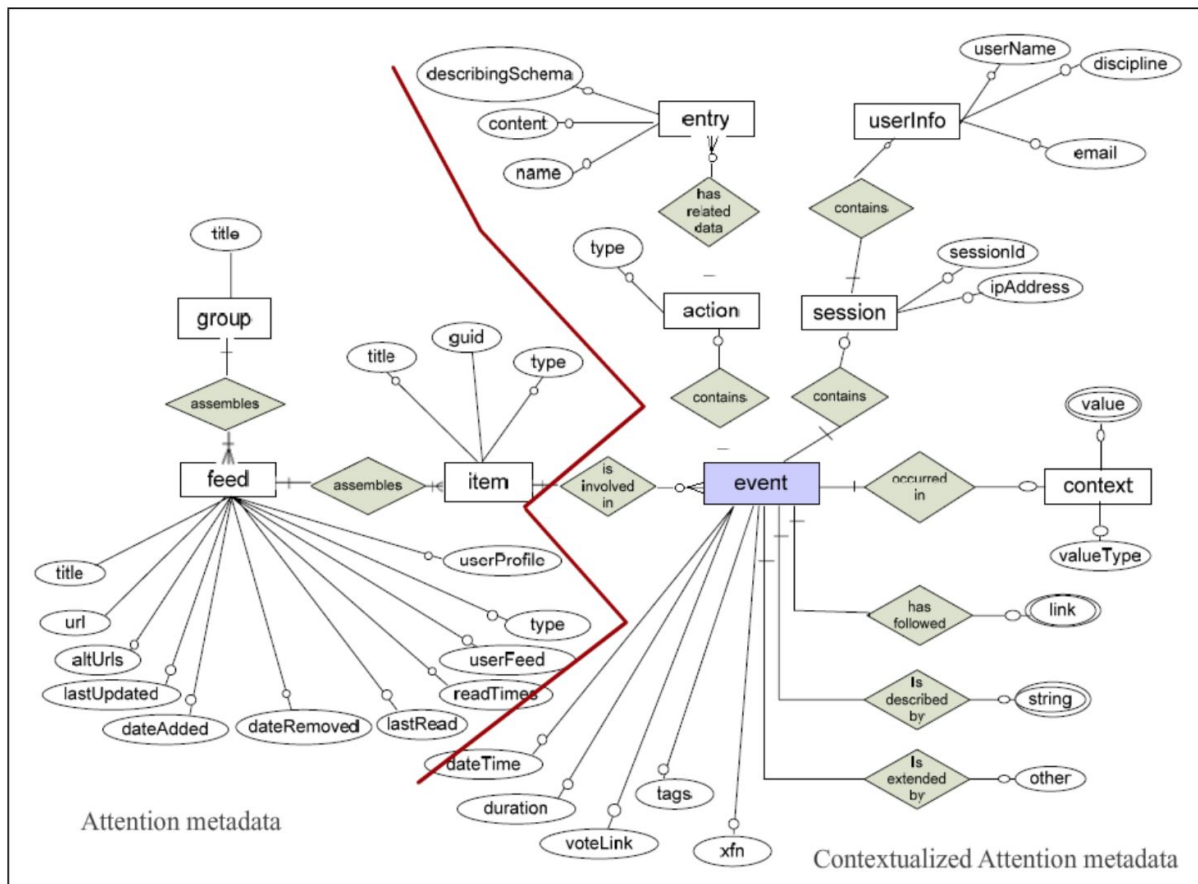 userName
discipline
describingSchema
entry
userInfo
content
email
name
has
related
data
contains
title
type
sessionId
ipAddress
group
action
session
guid
title
type
assembles
contains
contains
value
feed
assembles
item
is
involved
in
event
occurred
in
context
userProfile
valueType
title
url
type
has
followed
link
altUrls
userFeed
lastUpdated
readTimes
Is
described
by
string
dateAdded
dateRemoved
lastRead
dateTime
Is
extended
by
other
tags
duration
voteLink
xfn
Attention metadata
Contextualized Attention metadata